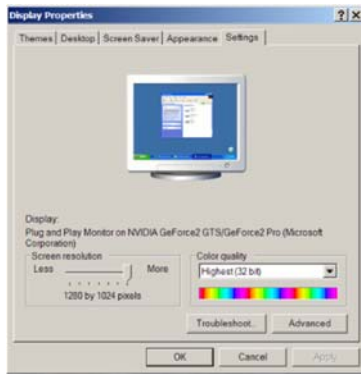 Display Properties
Themes Desktop Screen Saver Appearance Settings
Display:
Plug and Play Monitor on NVIDIA GeForce2 GTS/GeForce2 Pro (Microsoft
Corporation)
Screen resolution
Less More
1280 by 1024 pixels
Color quality
Highest (32 bit)
Troubleshoot... Advanced
OK Cancel Apply